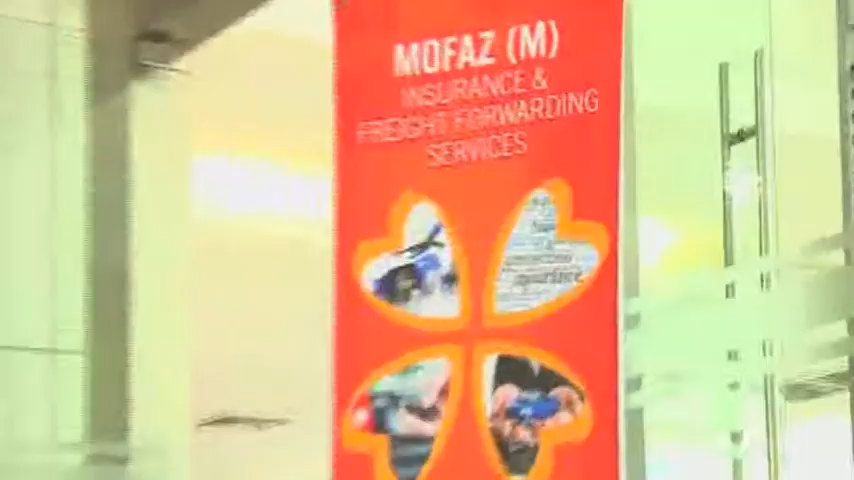 MOFAZ (M)
INSURANCE &
FREIGHT FORWARDING
SERVICES